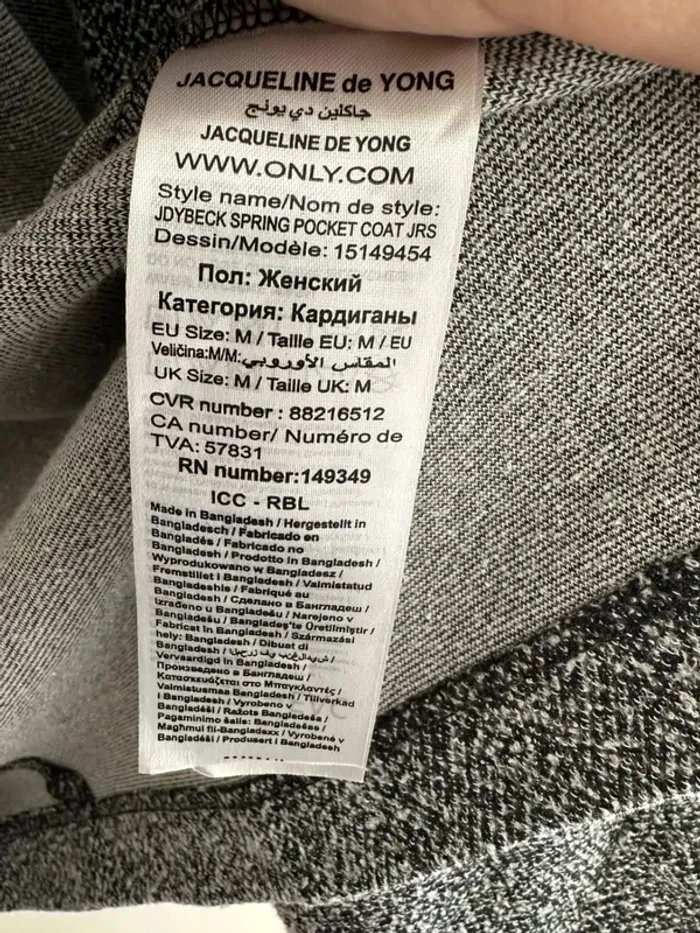 JACQUELINE de YONG
جاكلين دي يونج
JACQUELINE DE YONG
WWW.ONLY.COM
Style name/Nom de style:
JDYBECK SPRING POCKET COAT JRS
Dessin/Modèle: 15149454
Пол: Женский
Категория: Кардиганы
EU Size: M / Taille EU: M / EU
Veličina:M/M: المقاس الأوروبي
UK Size: M / Taille UK: M
CVR number : 88216512
CA number/ Numéro de
TVA: 57831
RN number:149349
ICC - RBL
Made in Bangladesh / Hergestellt in
Bangladesch / Fabricado en
Bangladés / Fabricado no
Bangladesh / Prodotto in Bangladesh /
Wyprodukowano w Bangladesz /
Fremstillet i Bangladesh / Valmistatud
Bangladeshis / Fabriqué au
Bangladesh / Сделано в Бангладеш /
Izrađeno u Bangladešu / Narejeno v
Bangladešu / Bangladeş'te Üretilmiştir /
Fabricat în Bangladesh / Származási
hely: Bangladesh / Dibuat di
Bangladesh /
Vervaardigd in Bangladesh /
Произведено в Бангладеш /
Κατασκευάζεται στο Μπαγκλαντές /
Valmistusmaa Bangladesh / Tillverkad
i Bangladesh / Vyrobeno v
Bangladéši / Ražots Bangladeša /
Pagaminimo šalis: Bangladešas /
Magħmul fil-Bangladexx / Vyrobené v
Bangladéši / Produsert i Bangladesh